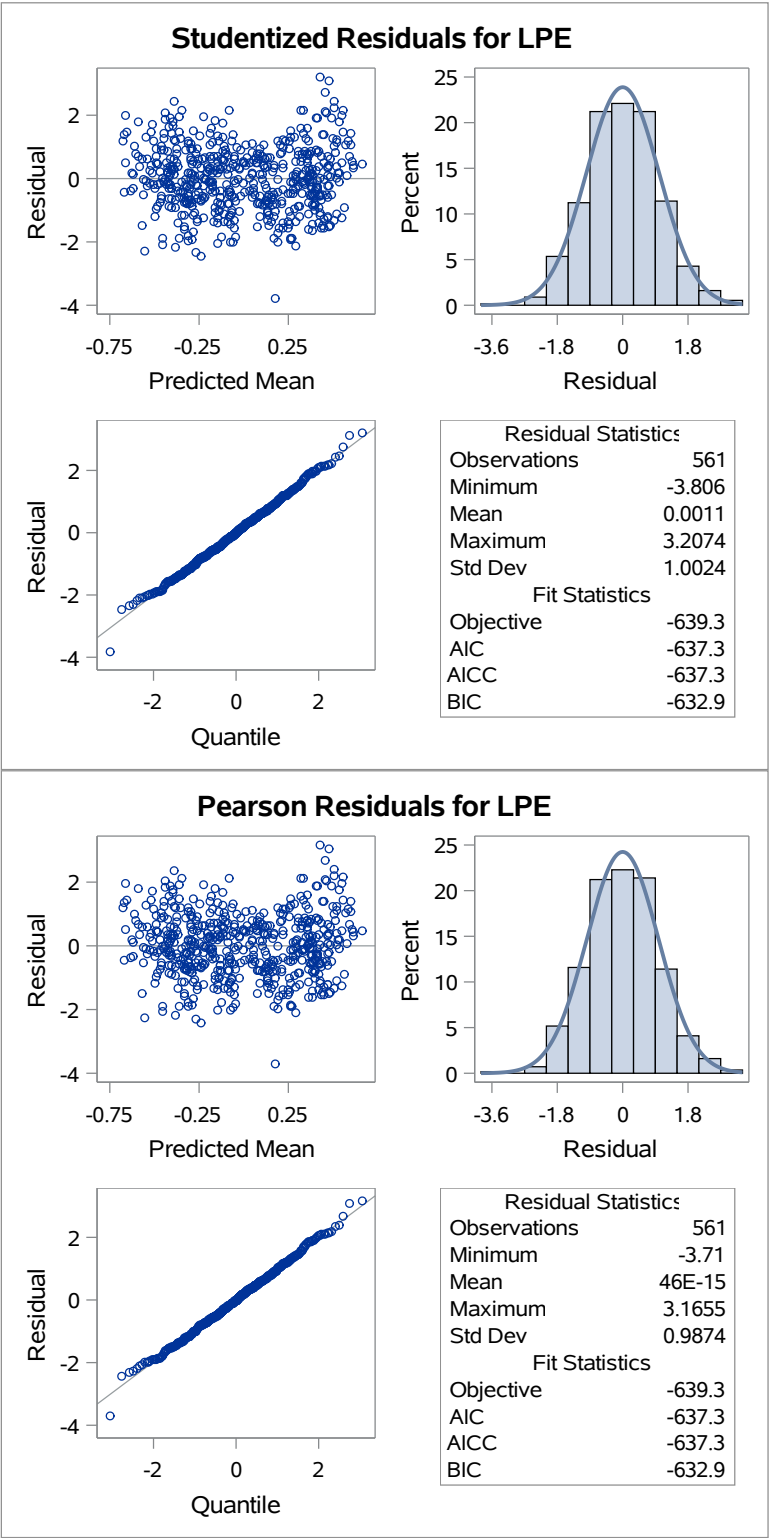 Studentized Residuals for LPE
Residual
2
0
-2
-4
-0.75 -0.25 0.25
Predicted Mean
Percent
25
20
15
10
5
0
-3.6 -1.8 0 1.8
Residual
Residual
2
0
-2
-4
-2 0 2
Quantile
Residual Statistics
Observations 561
Minimum -3.806
Mean 0.0011
Maximum 3.2074
Std Dev 1.0024
Fit Statistics
Objective -639.3
AIC -637.3
AICC -637.3
BIC -632.9
Pearson Residuals for LPE
Residual
2
0
-2
-4
-0.75 -0.25 0.25
Predicted Mean
Percent
25
20
15
10
5
0
-3.6 -1.8 0 1.8
Residual
Residual
2
0
-2
-4
-2 0 2
Quantile
Residual Statistics
Observations 561
Minimum -3.71
Mean 46E-15
Maximum 3.1655
Std Dev 0.9874
Fit Statistics
Objective -639.3
AIC -637.3
AICC -637.3
BIC -632.9